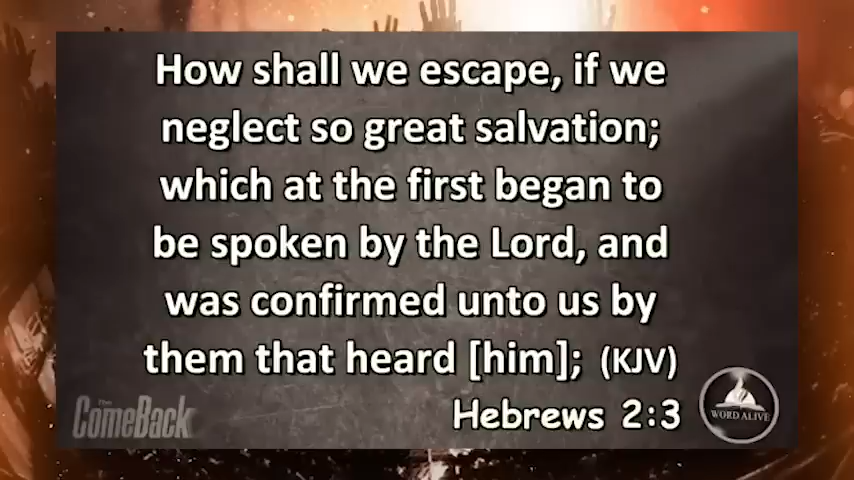 How shall we escape, if we
neglect so great salvation;
which at the first began to
be spoken by the Lord, and
was confirmed unto us by
them that heard [him]; (KJV)
Hebrews 2:3
The
ComeBack
WORD ALIVE